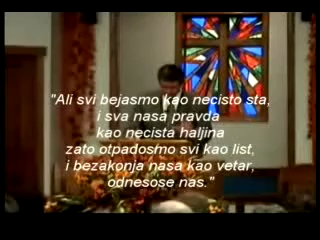 "Ali svi bejasmo kao necisto sta,
i sva nasa pravda
kao necista haljina
zato otpadosmo svi kao list,
i bezakonja nasa kao vetar,
odnesose nas."